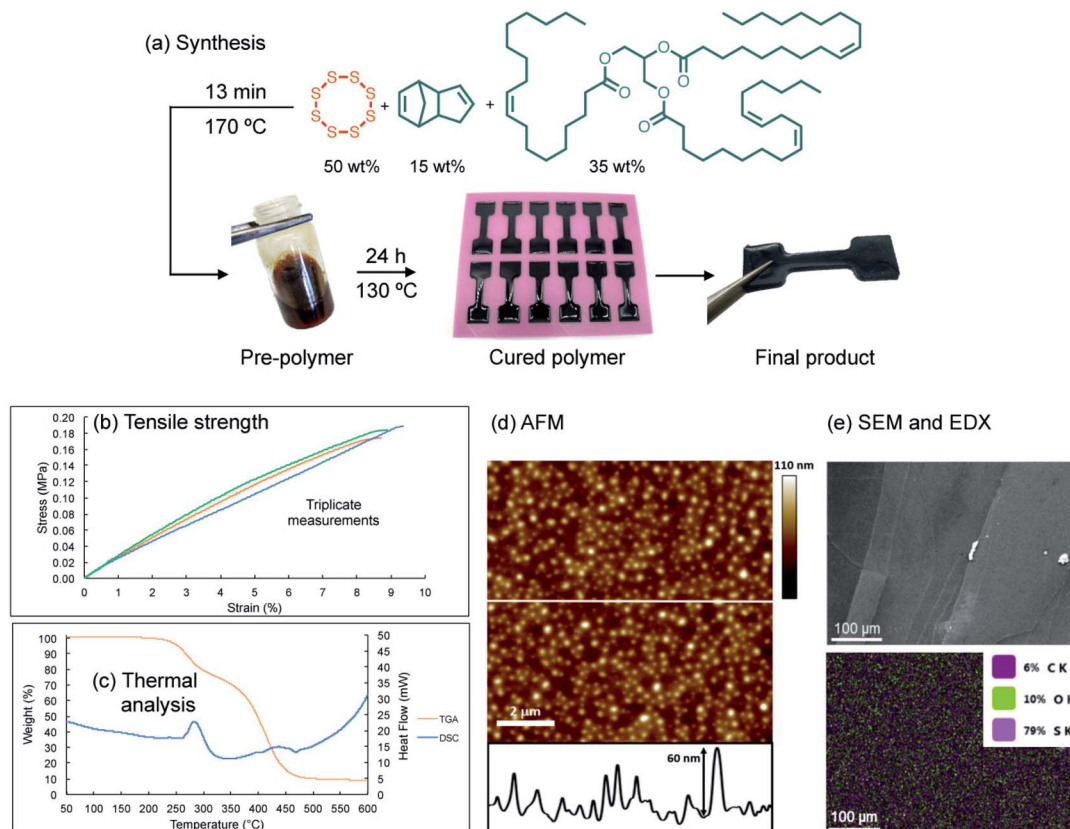 (a) Synthesis
13 min
170 ºC
S
S
S
S
S
S
S
S
+
+
O
O
O
O
O
O
50 wt%
15 wt%
35 wt%
24 h
130 ºC
Pre-polymer
Cured polymer
Final product
(b) Tensile strength
Stress (MPa)
0.20
0.18
0.16
0.14
0.12
0.10
0.08
0.06
0.04
0.02
0.00
Triplicate
measurements
0 1 2 3 4 5 6 7 8 9 10
Strain (%)
(c) Thermal
analysis
Weight (%)
100
90
80
70
60
50
40
30
20
10
0
Heat Flow (mW)
50
45
40
35
30
25
20
15
10
5
0
TGA
DSC
50 100 150 200 250 300 350 400 450 500 550 600
Temperature (°C)
(d) AFM
110 nm
2 μm
60 nm
(e) SEM and EDX
100 μm
6% C K
10% O K
79% S K
100 μm